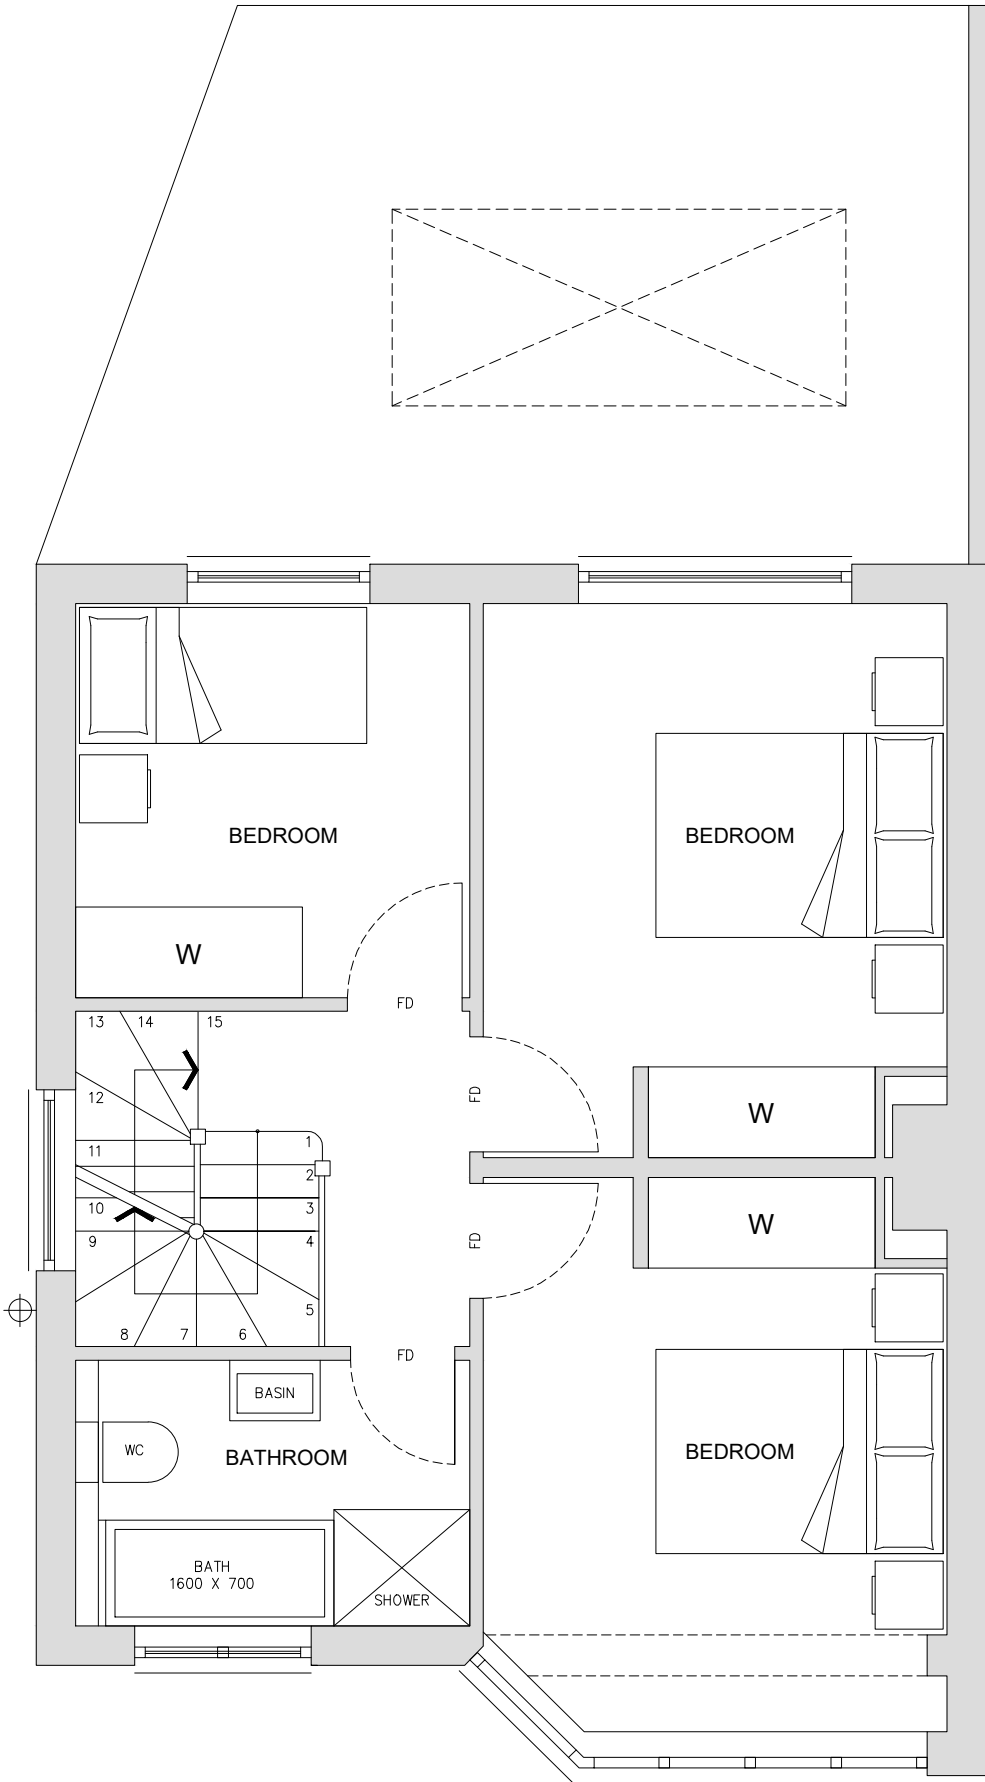 BEDROOM
BEDROOM
W
FD
13
14
15
FD
12
W
1
11
2
10
3
W
9
4
FD
5
8
7
6
FD
BASIN
WC
BATHROOM
BEDROOM
BATH
1600 X 700
SHOWER